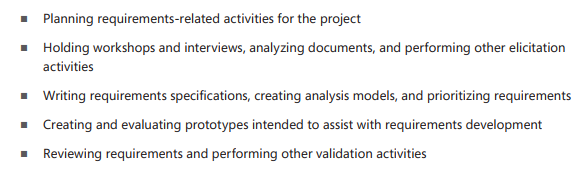 ▪ Planning requirements-related activities for the project
▪ Holding workshops and interviews, analyzing documents, and performing other elicitation
activities
▪ Writing requirements specifications, creating analysis models, and prioritizing requirements
▪ Creating and evaluating prototypes intended to assist with requirements development
▪ Reviewing requirements and performing other validation activities